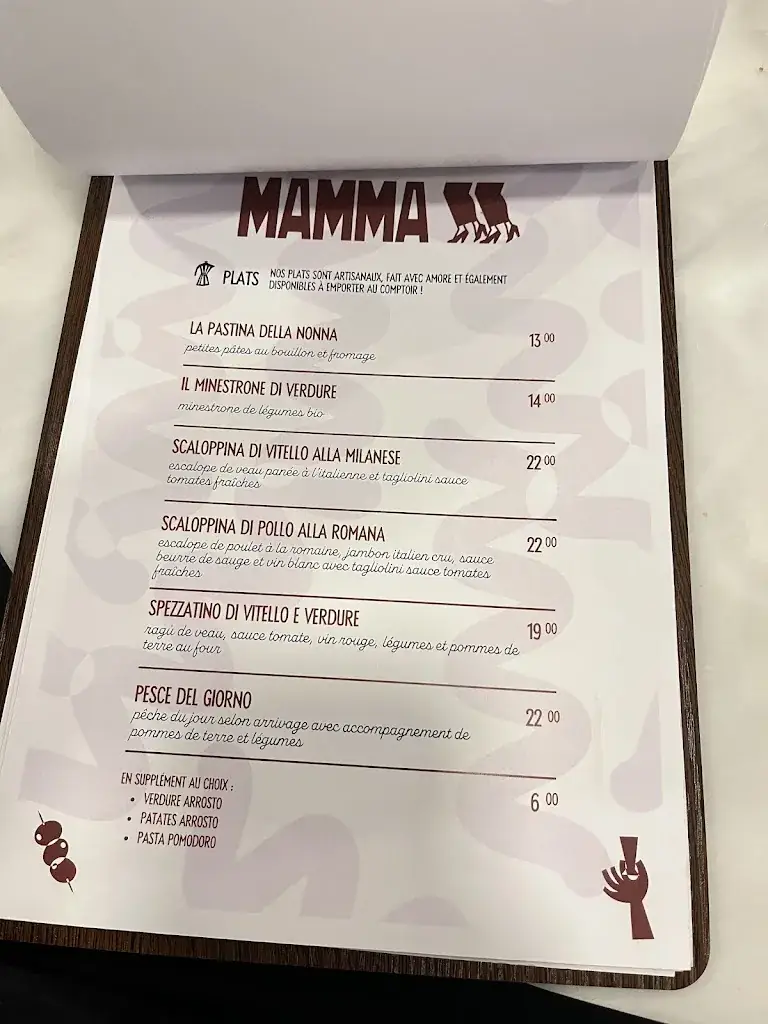 MAMMA
PLATS
NOS PLATS SONT ARTISANAUX, FAIT AVEC AMORE ET ÉGALEMENT
DISPONIBLES À EMPORTER AU COMPTOIR !
LA PASTINA DELLA NONNA 13 00
petites pâtes au bouillon et fromage
IL MINESTRONE DI VERDURE 14 00
minestrone de légumes bio
SCALOPPINA DI VITELLO ALLA MILANESE 22 00
escalope de veau panée à l'italienne et tagliolini sauce
tomates fraîches
SCALOPPINA DI POLLO ALLA ROMANA 22 00
escalope de poulet à la romaine, jambon italien cru, sauce
beurre de sauge et vin blanc avec tagliolini sauce tomates
fraîches
SPEZZATINO DI VITELLO E VERDURE 19 00
ragù de veau, sauce tomate, vin rouge, légumes et pommes de
terre au four
PESCE DEL GIORNO 22 00
pêche du jour selon arrivage avec accompagnement de
pommes de terre et légumes
EN SUPPLÉMENT AU CHOIX : 6 00
• VERDURE ARROSTO
• PATATES ARROSTO
• PASTA POMODORO